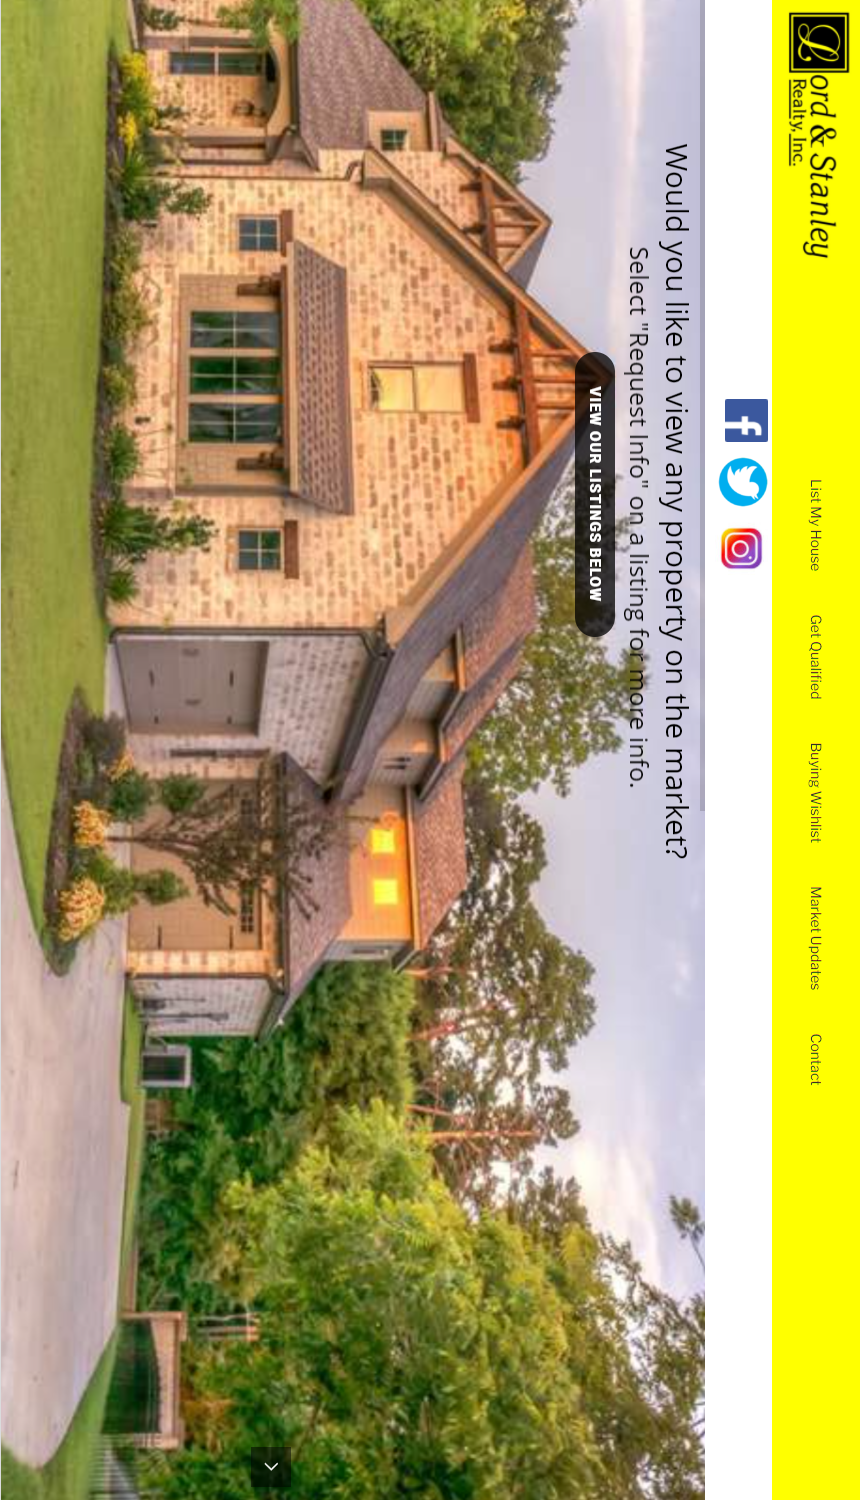 Lord & Stanley
Realty, Inc.
List My House
Get Qualified
Buying Wishlist
Market Updates
Contact
Would you like to view any property on the market?
Select "Request Info" on a listing for more info.
VIEW OUR LISTINGS BELOW